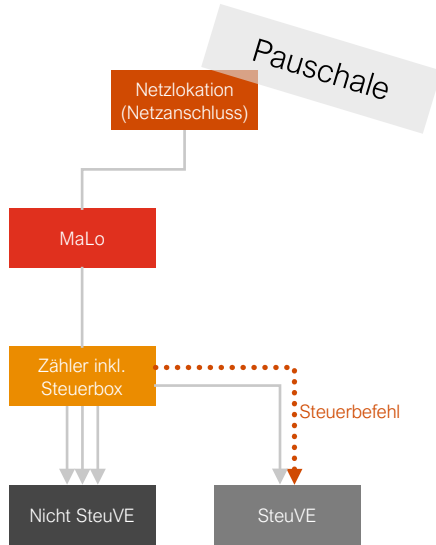 Pauschale
Netzlokation
(Netzanschluss)
MaLo
Zähler inkl.
Steuerbox
Steuerbefehl
Nicht SteuVE
SteuVE